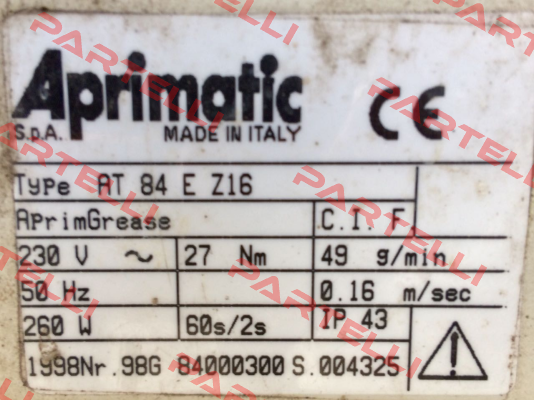 Aprimatic
S.p.A. MADE IN ITALY
CE
Type AT 84 E Z16
AprimGrease C.I. F
230 V ~ 27 Nm 49 g/min
50 Hz 0.16 m/sec
260 W 60s/2s IP 43
1998Nr.98G 84000300 S.004325
PARTELLI
PARTELLI
PARTELLI
PARTELLI
PARTELLI